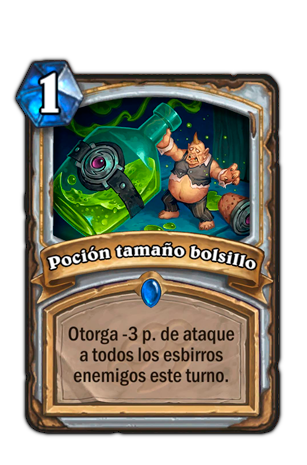 1
Poción tamaño bolsillo
Otorga -3 p. de ataque
a todos los esbirros
enemigos este turno.